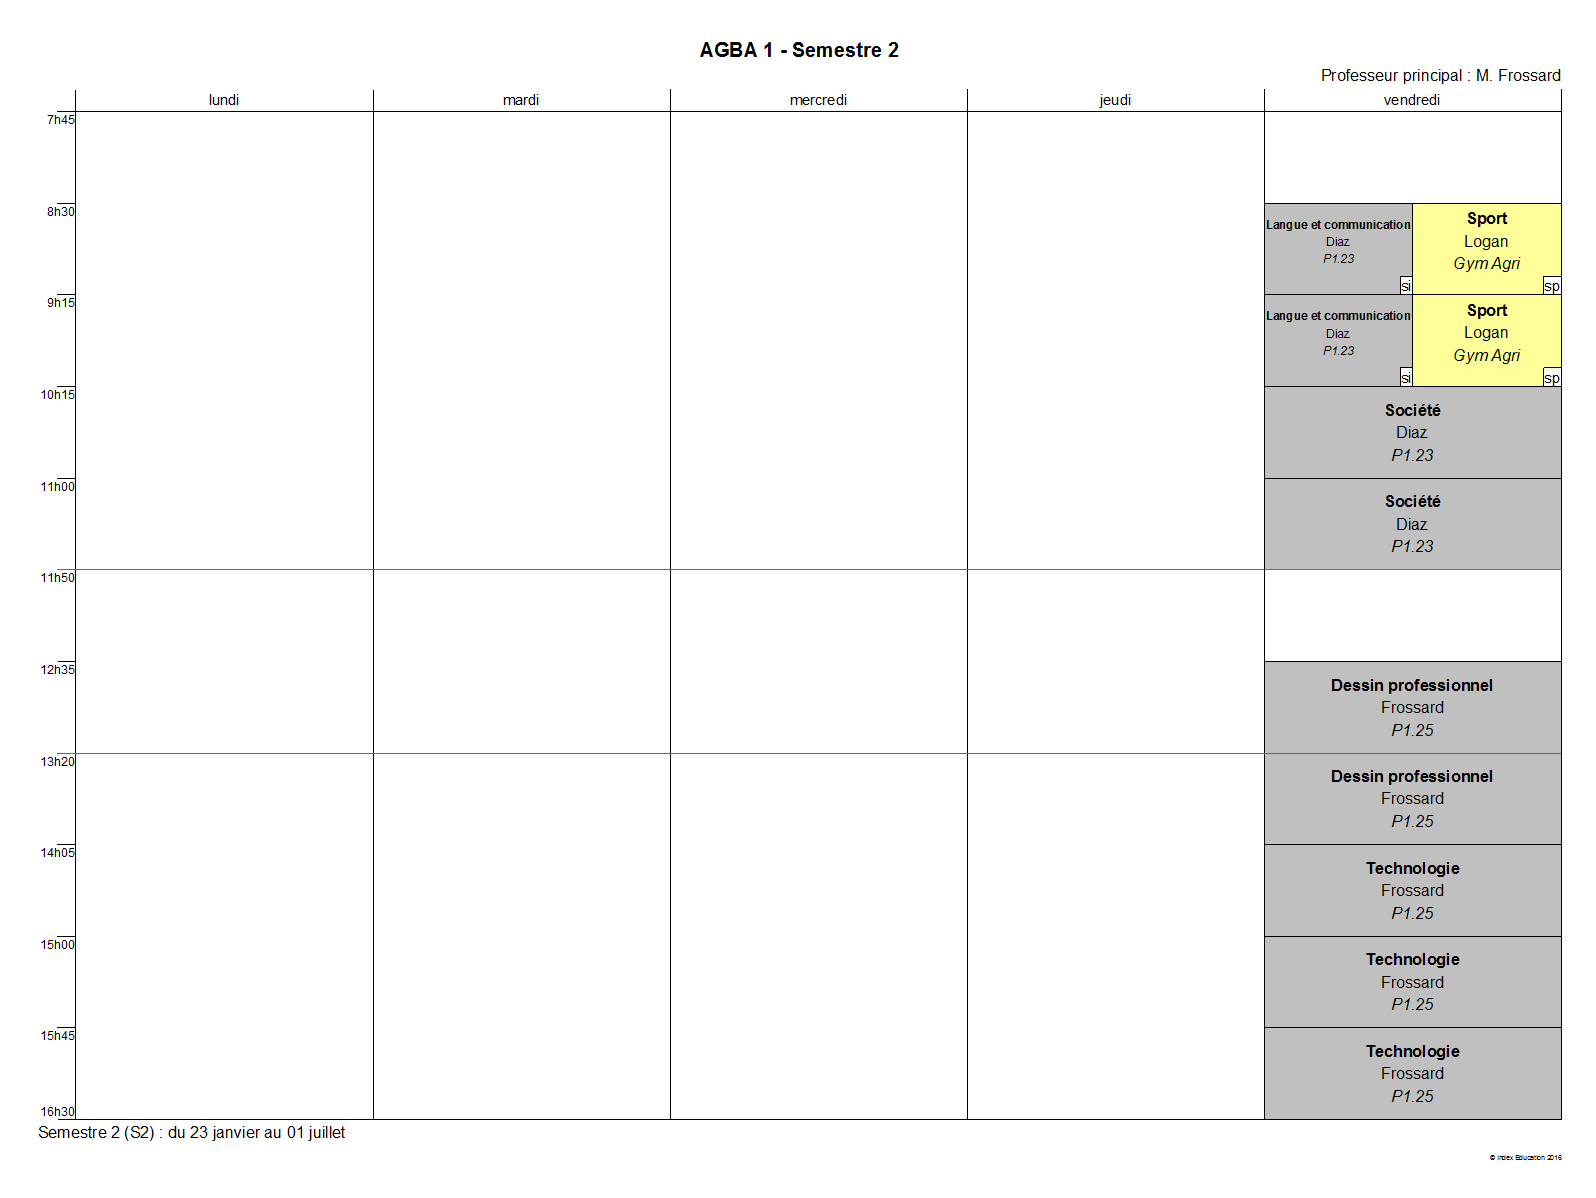 AGBA 1 - Semestre 2
Professeur principal : M. Frossard
lundi mardi mercredi jeudi vendredi
7h45
8h30
Langue et communication
Diaz
P1.23
si
Sport
Logan
Gym Agri
sp
9h15
Langue et communication
Diaz
P1.23
si
Sport
Logan
Gym Agri
sp
10h15
Société
Diaz
P1.23
11h00
Société
Diaz
P1.23
11h50
12h35
Dessin professionnel
Frossard
P1.25
13h20
Dessin professionnel
Frossard
P1.25
14h05
Technologie
Frossard
P1.25
15h00
Technologie
Frossard
P1.25
15h45
Technologie
Frossard
P1.25
16h30
Semestre 2 (S2) : du 23 janvier au 01 juillet
© Index Education 2016